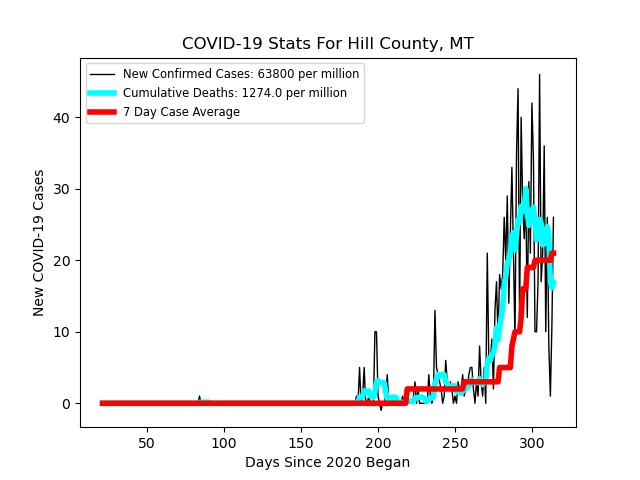 COVID-19 Stats For Hill County, MT
New Confirmed Cases: 63800 per million
Cumulative Deaths: 1274.0 per million
7 Day Case Average
New COVID-19 Cases
40
30
20
10
0
50 100 150 200 250 300
Days Since 2020 Began